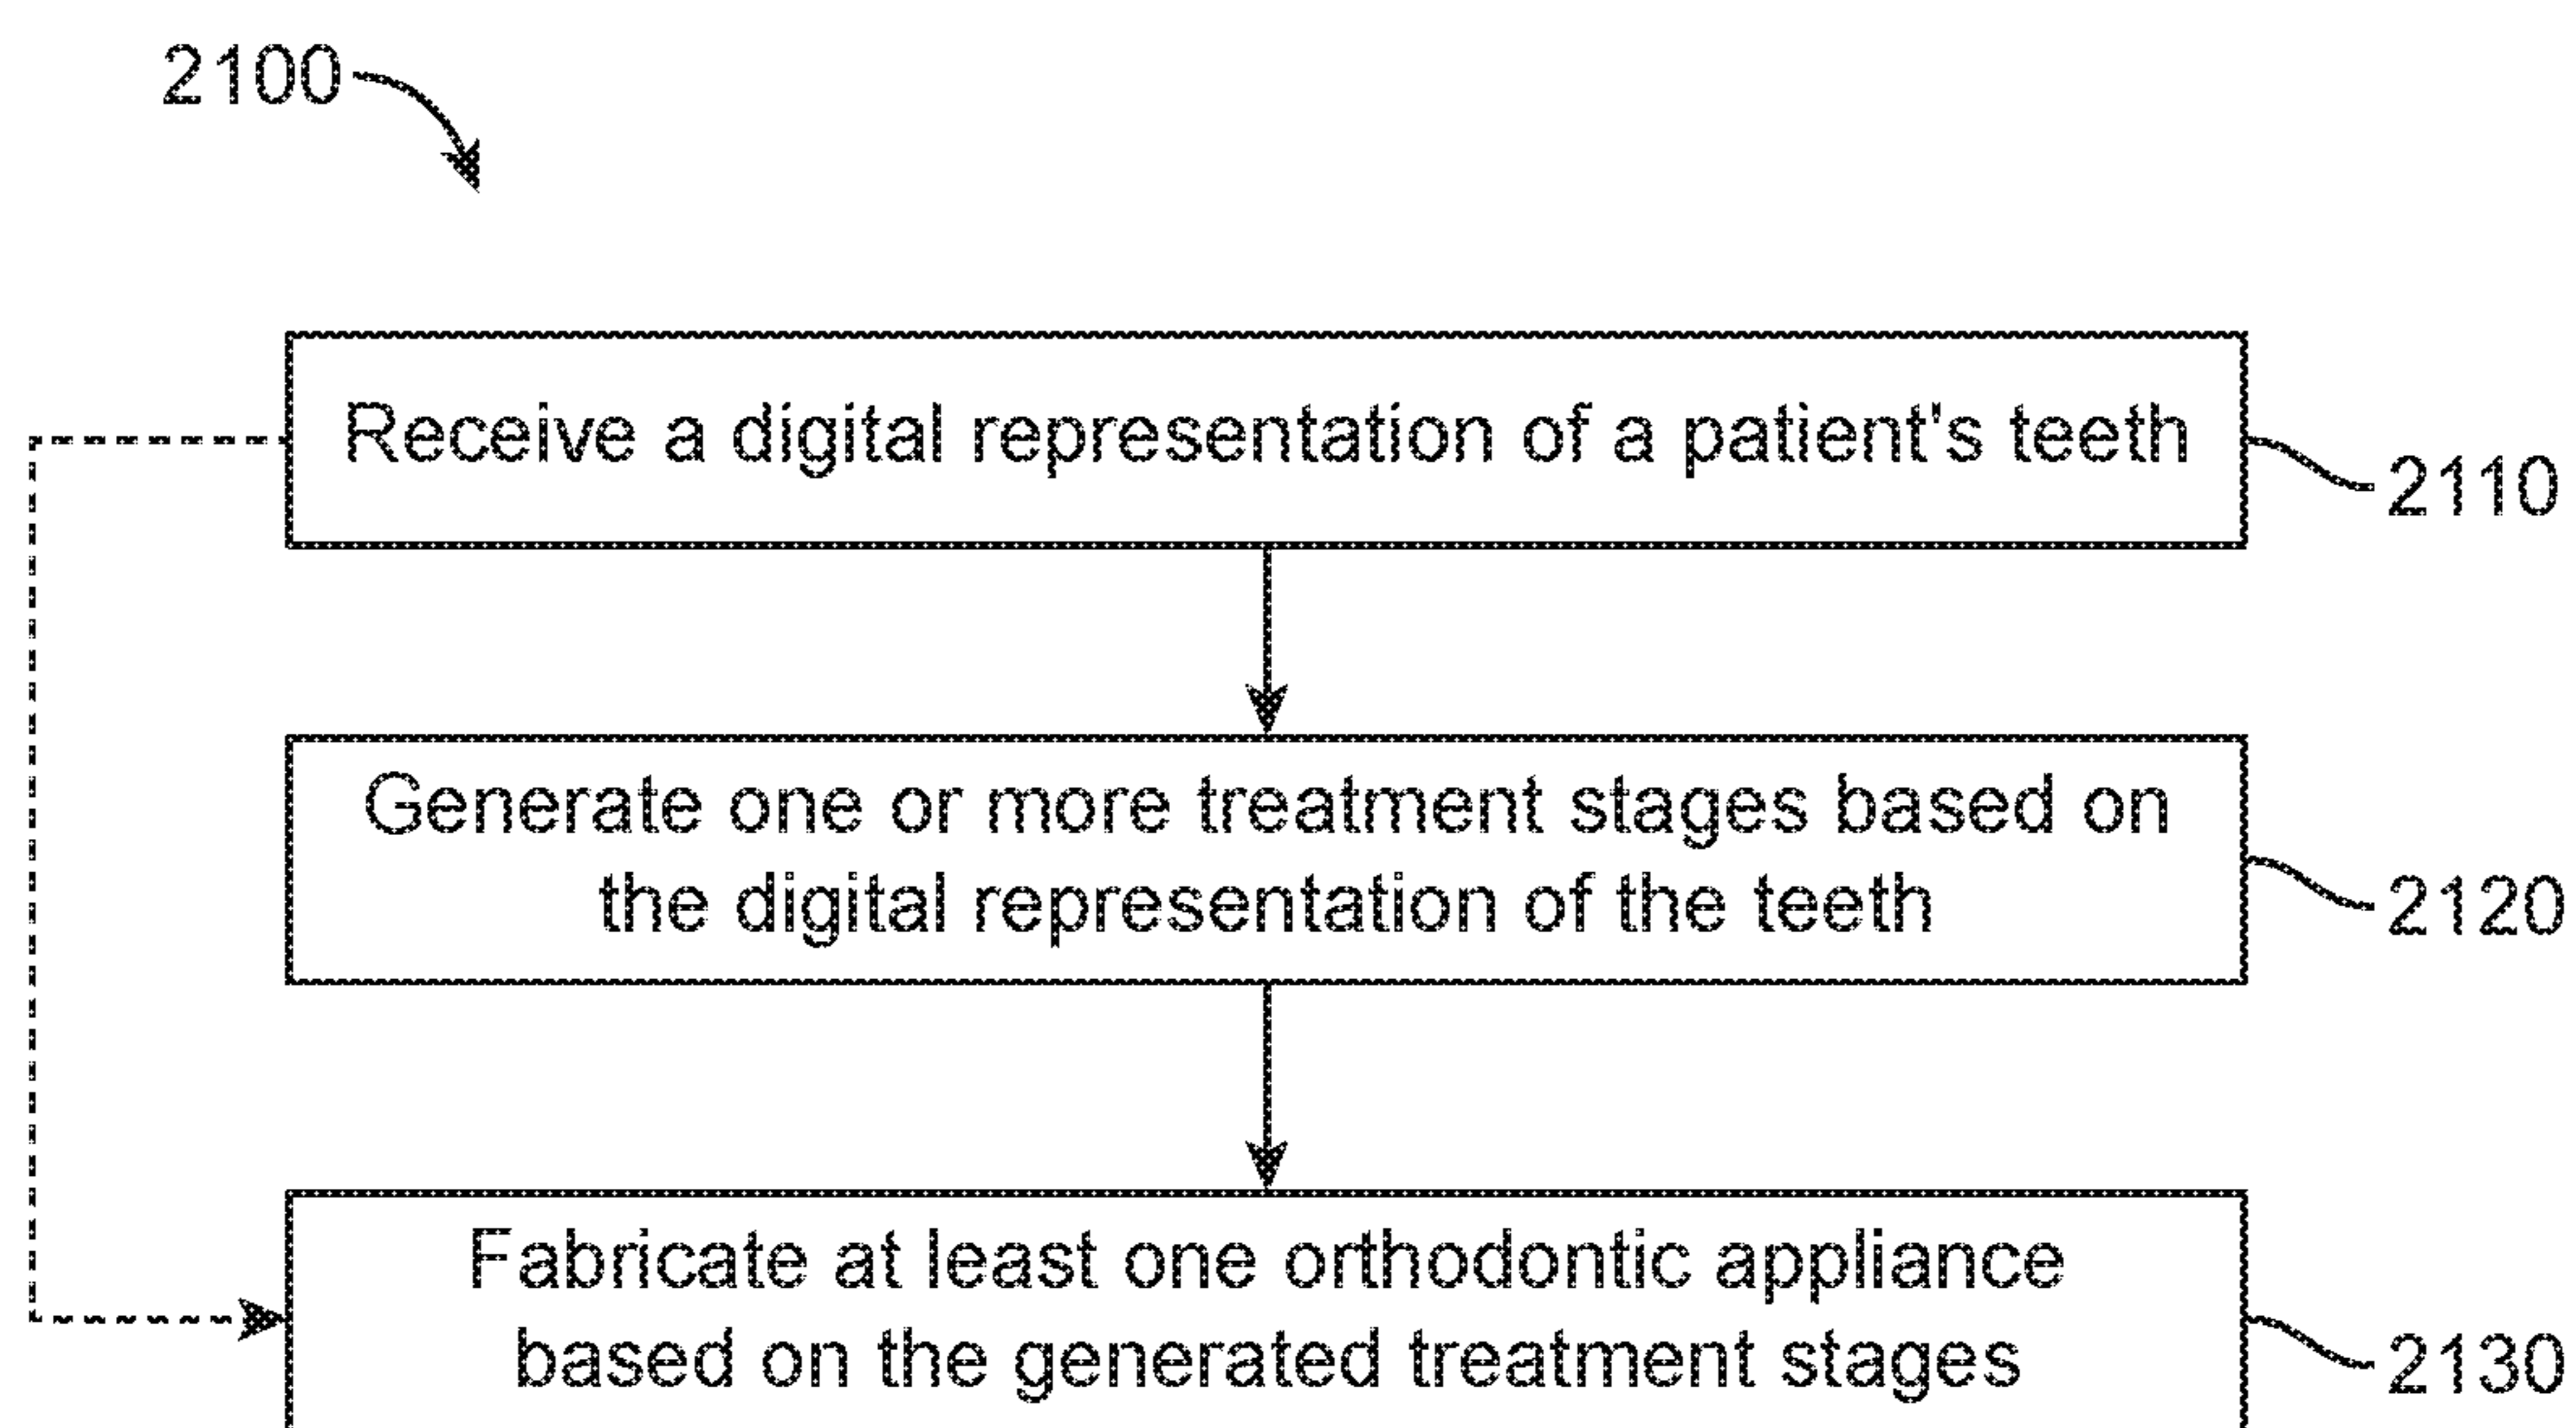 2100
Receive a digital representation of a patient's teeth
2110
Generate one or more treatment stages based on
the digital representation of the teeth
2120
Fabricate at least one orthodontic appliance
based on the generated treatment stages
2130